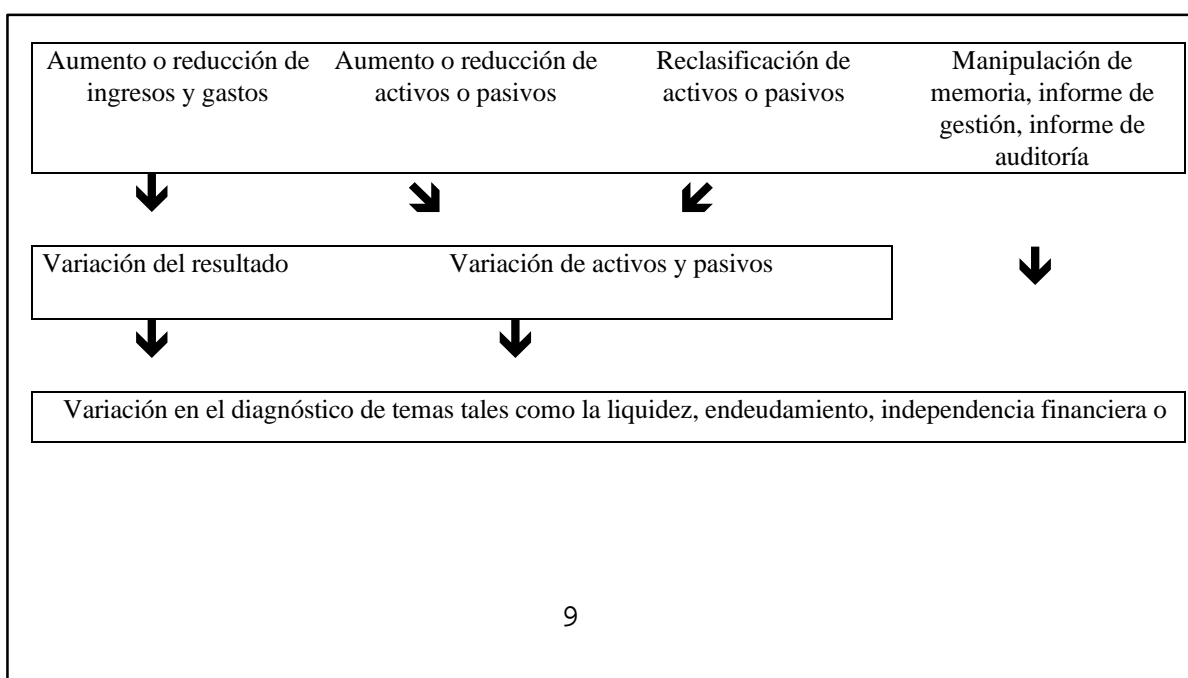 Aumento o reducción de
ingresos y gastos
Aumento o reducción de
activos o pasivos
Reclasificación de
activos o pasivos
Manipulación de
memoria, informe de
gestión, informe de
auditoría
Variación del resultado
Variación de activos y pasivos
Variación en el diagnóstico de temas tales como la liquidez, endeudamiento, independencia financiera o
9